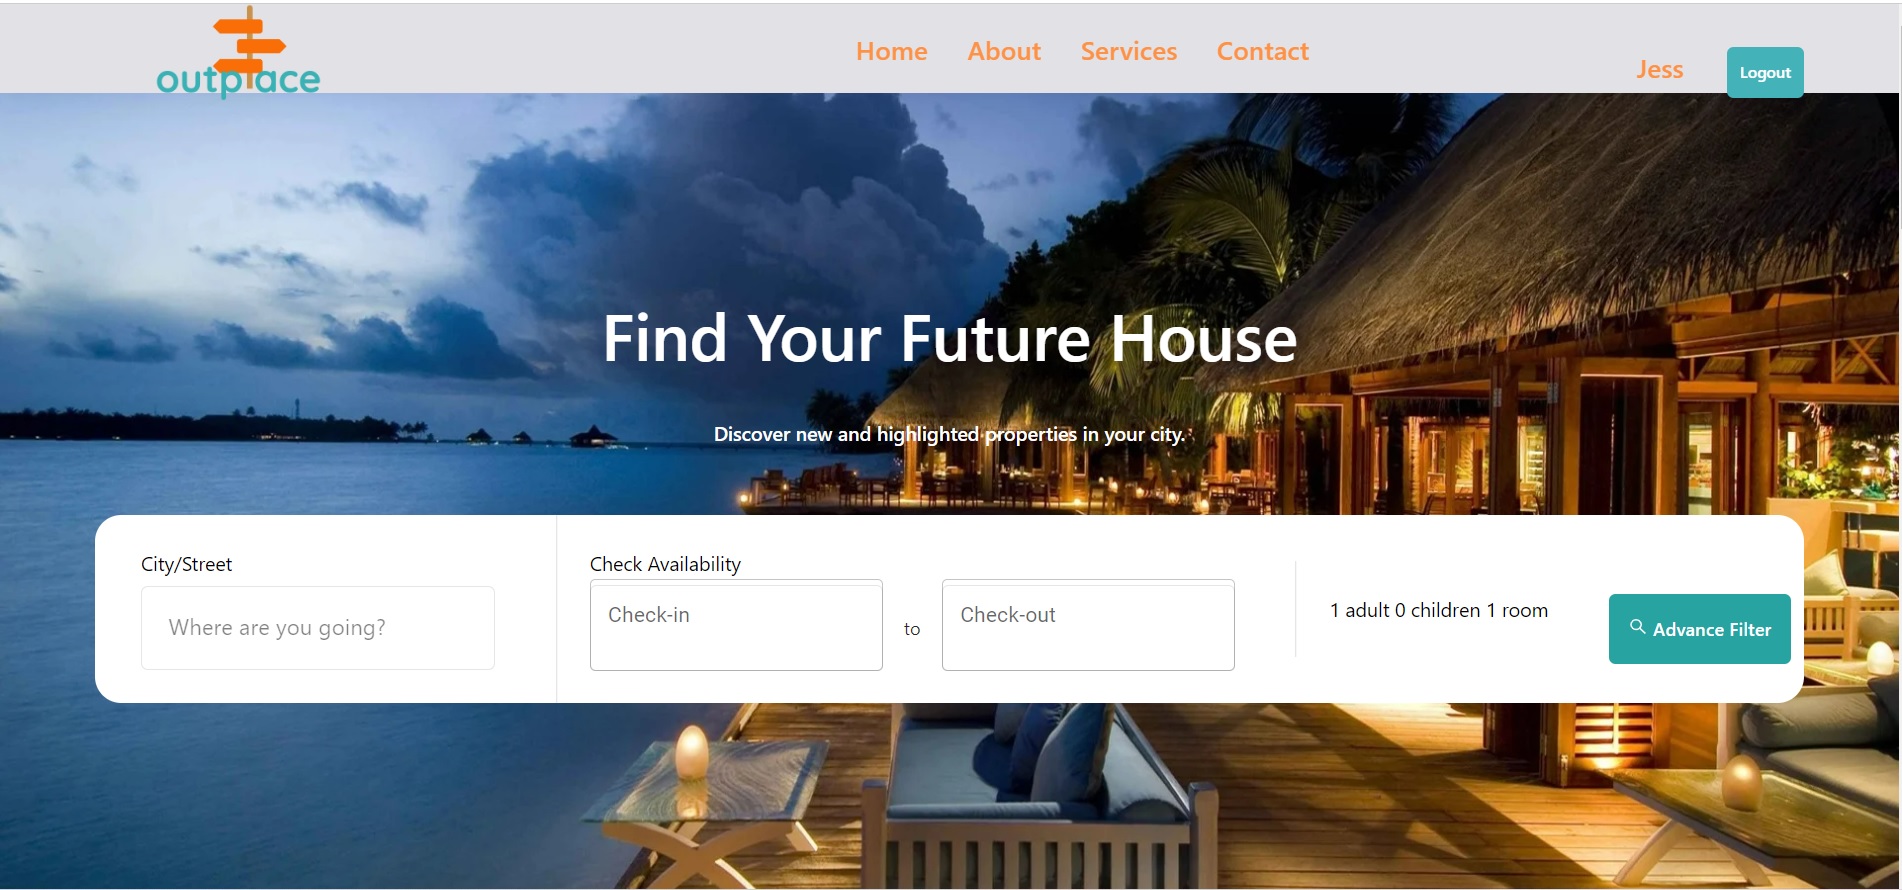 outplace
Home About Services Contact
Jess Logout
Find Your Future House
Discover new and highlighted properties in your city.
City/Street
Where are you going?
Check Availability
Check-in to Check-out
1 adult 0 children 1 room
Advance Filter